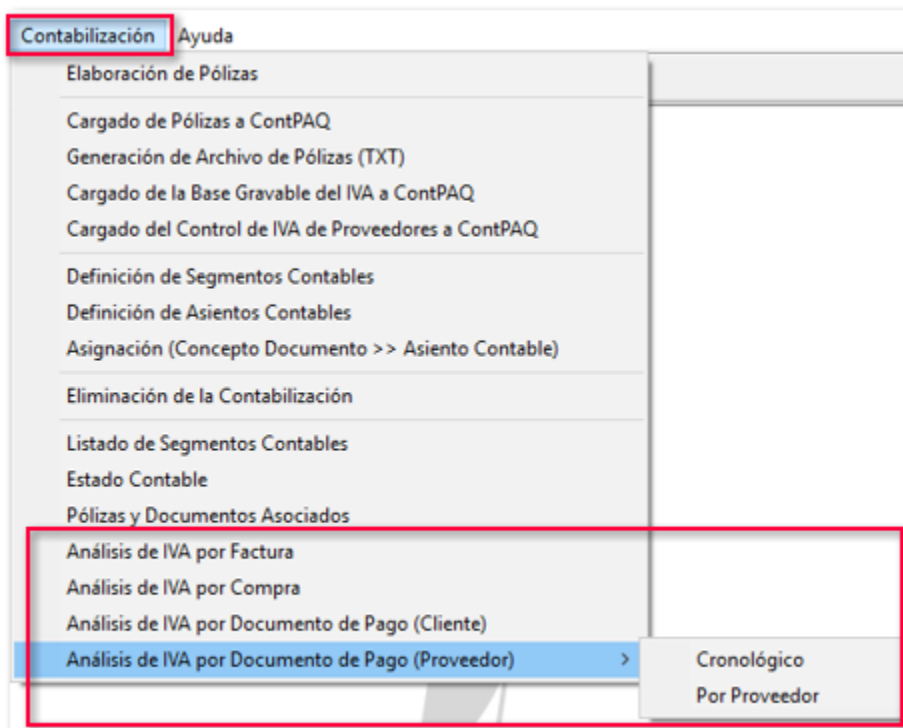 Contabilización Ayuda
Elaboración de Pólizas
Cargado de Pólizas a ContPAQ
Generación de Archivo de Pólizas (TXT)
Cargado de la Base Gravable del IVA a ContPAQ
Cargado del Control de IVA de Proveedores a ContPAQ
Definición de Segmentos Contables
Definición de Asientos Contables
Asignación (Concepto Documento >> Asiento Contable)
Eliminación de la Contabilización
Listado de Segmentos Contables
Estado Contable
Pólizas y Documentos Asociados
Análisis de IVA por Factura
Análisis de IVA por Compra
Análisis de IVA por Documento de Pago (Cliente)
Análisis de IVA por Documento de Pago (Proveedor) >
Cronológico
Por Proveedor